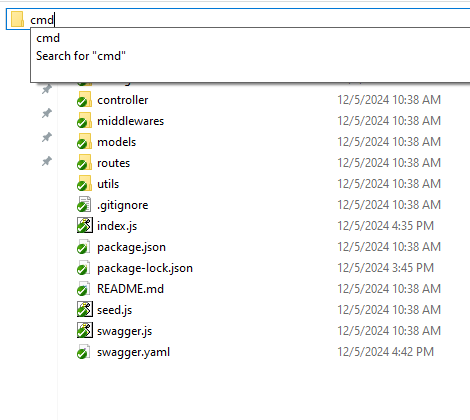 cmd
cmd
Search for "cmd"
controller 12/5/2024 10:38 AM
middlewares 12/5/2024 10:38 AM
models 12/5/2024 10:38 AM
routes 12/5/2024 10:38 AM
utils 12/5/2024 10:38 AM
.gitignore 12/5/2024 10:38 AM
index.js 12/5/2024 4:35 PM
package.json 12/5/2024 10:38 AM
package-lock.json 12/5/2024 3:45 PM
README.md 12/5/2024 10:38 AM
seed.js 12/5/2024 10:38 AM
swagger.js 12/5/2024 10:38 AM
swagger.yaml 12/5/2024 4:42 PM